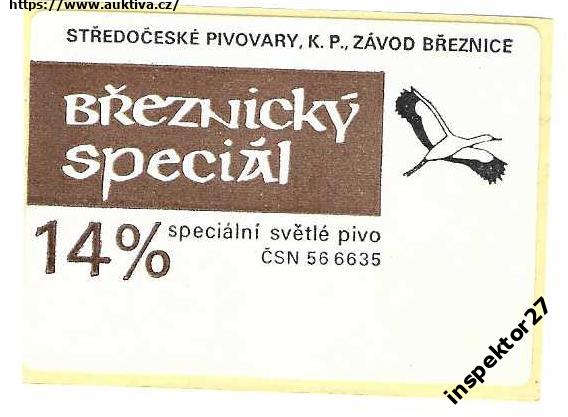 https://www.auktiva.cz/
STŘEDOČESKÉ PIVOVARY, K. P., ZÁVOD BŘEZNICE
BŘEZNICKÝ
SPECIÁL
14% speciální světlé pivo
ČSN 56 6635
inspektor27